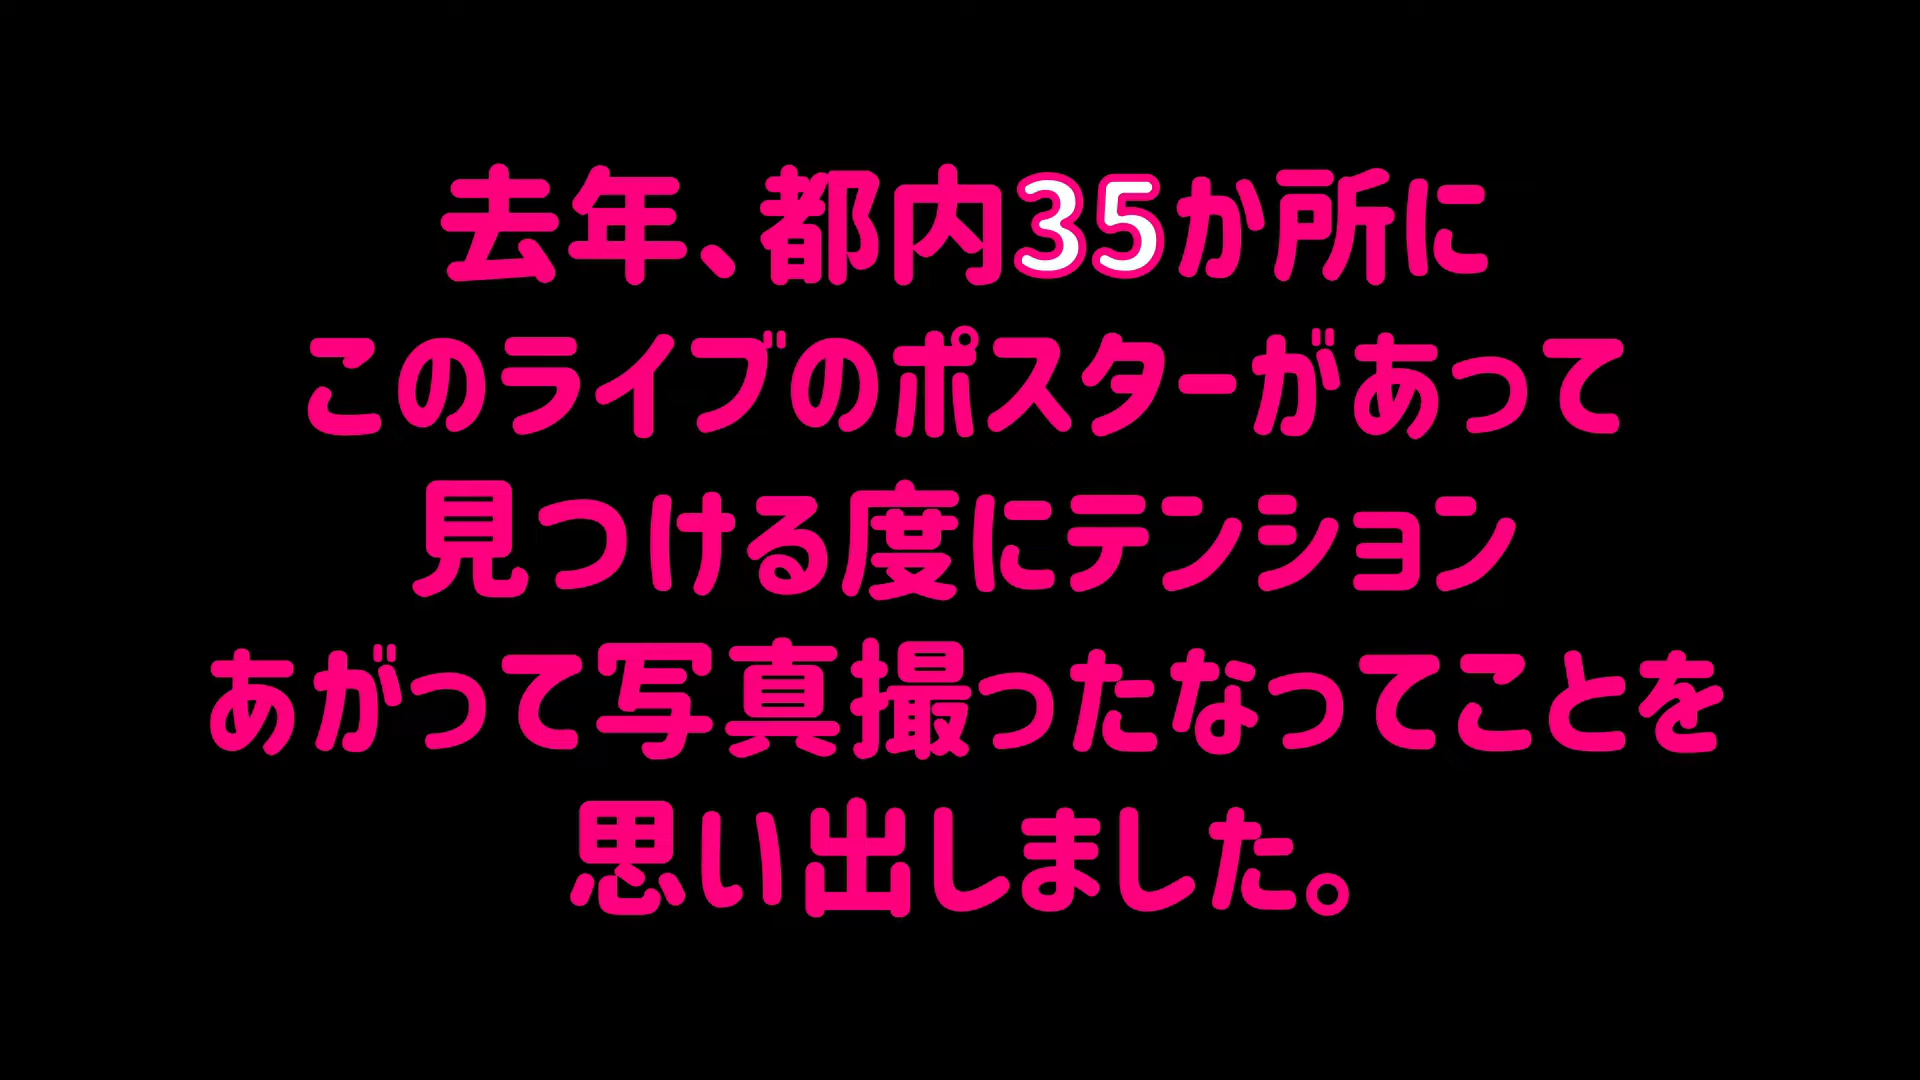 去年、都内35か所に
このライブのポスターがあって
見つける度にテンション
あがって写真撮ったなってことを
思い出しました。